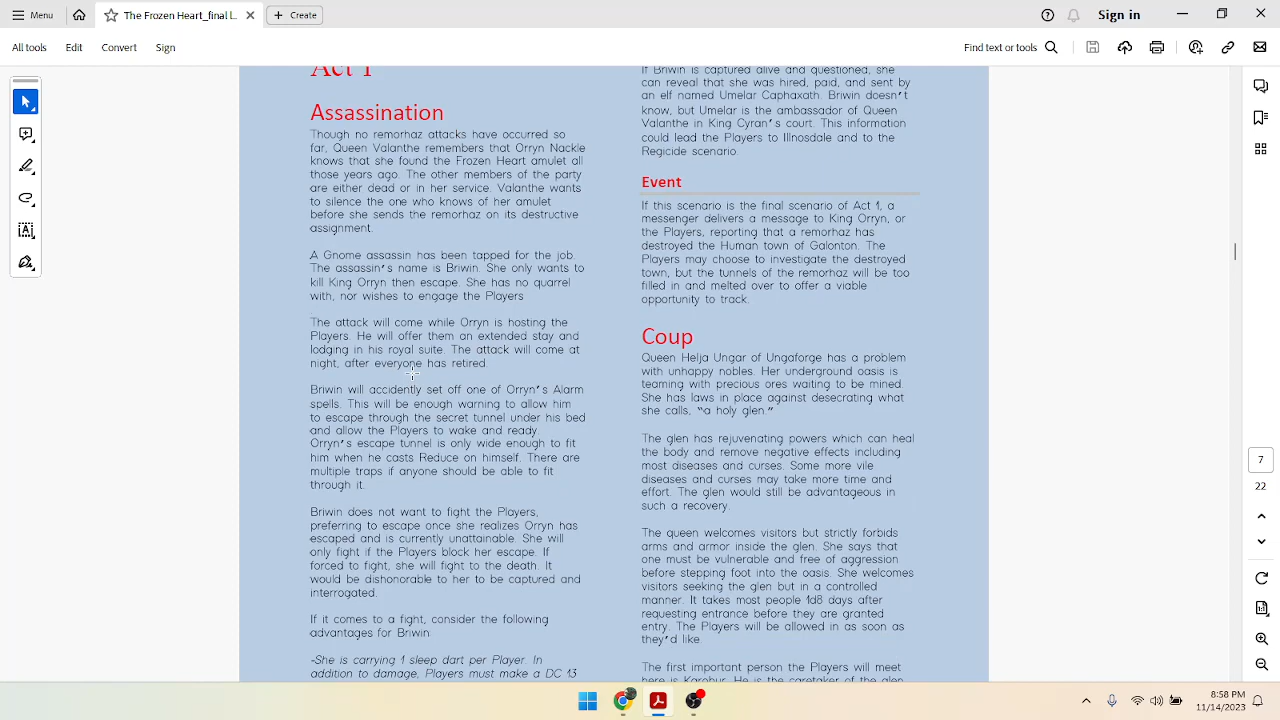 Menu
The Frozen Heart_final L
Create
Sign in
All tools
Edit
Convert
Sign
Find text or tools
Act 1
Assassination
Though no remorhaz attacks have occurred so
far, Queen Valanthe remembers that Orryn Nackle
knows that she found the Frozen Heart amulet all
those years ago. The other members of the party
are either dead or in her service. Valanthe wants
to silence the one who knows of her amulet
before she sends the remorhaz on its destructive
assignment.
A Gnome assassin has been tapped for the job.
The assassin's name is Briwin. She only wants to
kill King Orryn then escape. She has no quarrel
with, nor wishes to engage the Players
The attack will come while Orryn is hosting the
Players. He will offer them an extended stay and
lodging in his royal suite. The attack will come at
night, after everyone has retired.
Briwin will accidently set off one of Orryn's Alarm
spells. This will be enough warning to allow him
to escape through the secret tunnel under his bed
and allow the Players to wake and ready.
Orryn's escape tunnel is only wide enough to fit
him when he casts Reduce on himself. There are
multiple traps if anyone should be able to fit
through it.
Briwin does not want to fight the Players,
preferring to escape once she realizes Orryn has
escaped and is currently unattainable. She will
only fight if the Players block her escape. If
forced to fight, she will fight to the death. It
would be dishonorable to her to be captured and
interrogated.
If it comes to a fight, consider the following
advantages for Briwin
-She is carrying 1 sleep dart per Player. In
addition to damage, Players must make a DC 13
If Briwin is captured alive and questioned, she
can reveal that she was hired, paid, and sent by
an elf named Umelar Caphaxath. Briwin doesn't
know, but Umelar is the ambassador of Queen
Valanthe in King Cyran's court. This information
could lead the Players to Illnosdale and to the
Regicide scenario.
Event
If this scenario is the final scenario of Act 1, a
messenger delivers a message to King Orryn, or
the Players, reporting that a remorhaz has
destroyed the Human town of Galonton. The
Players may choose to investigate the destroyed
town, but the tunnels of the remorhaz will be too
filled in and melted over to offer a viable
opportunity to track.
Coup
Queen Helja Ungar of Ungaforge has a problem
with unhappy nobles. Her underground oasis is
teaming with precious ores waiting to be mined.
She has laws in place against desecrating what
she calls, "a holy glen."
The glen has rejuvenating powers which can heal
the body and remove negative effects including
most diseases and curses. Some more vile
diseases and curses may take more time and
effort. The glen would still be advantageous in
such a recovery.
The queen welcomes visitors but strictly forbids
arms and armor inside the glen. She says that
one must be vulnerable and free of aggression
before stepping foot into the oasis. She welcomes
visitors seeking the glen but in a controlled
manner. It takes most people 1d8 days after
requesting entrance before they are granted
entry. The Players will be allowed in as soon as
they'd like.
The first important person the Players will meet
here is Karobur. He is the caretaker of the glen
7
22
8:58 PM
11/14/2023